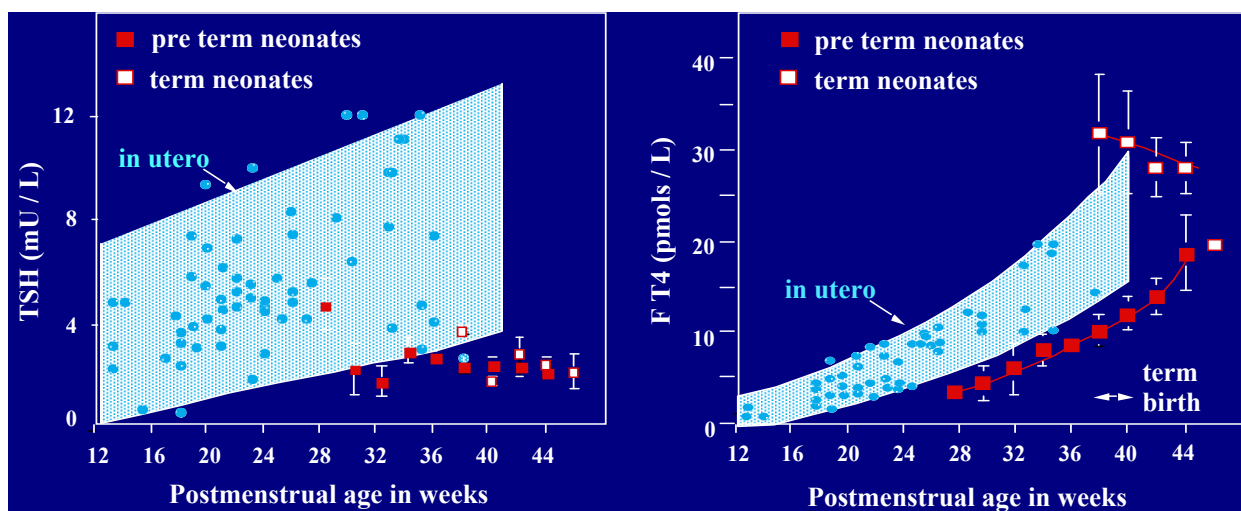 pre term neonates
term neonates
12
in utero
8
4
0
TSH (mU / L)
12 16 20 24 28 32 36 40 44
Postmenstrual age in weeks
pre term neonates
term neonates
40
30
20
in utero
10
term
birth
0
F T4 (pmols / L)
12 16 20 24 28 32 36 40 44
Postmenstrual age in weeks